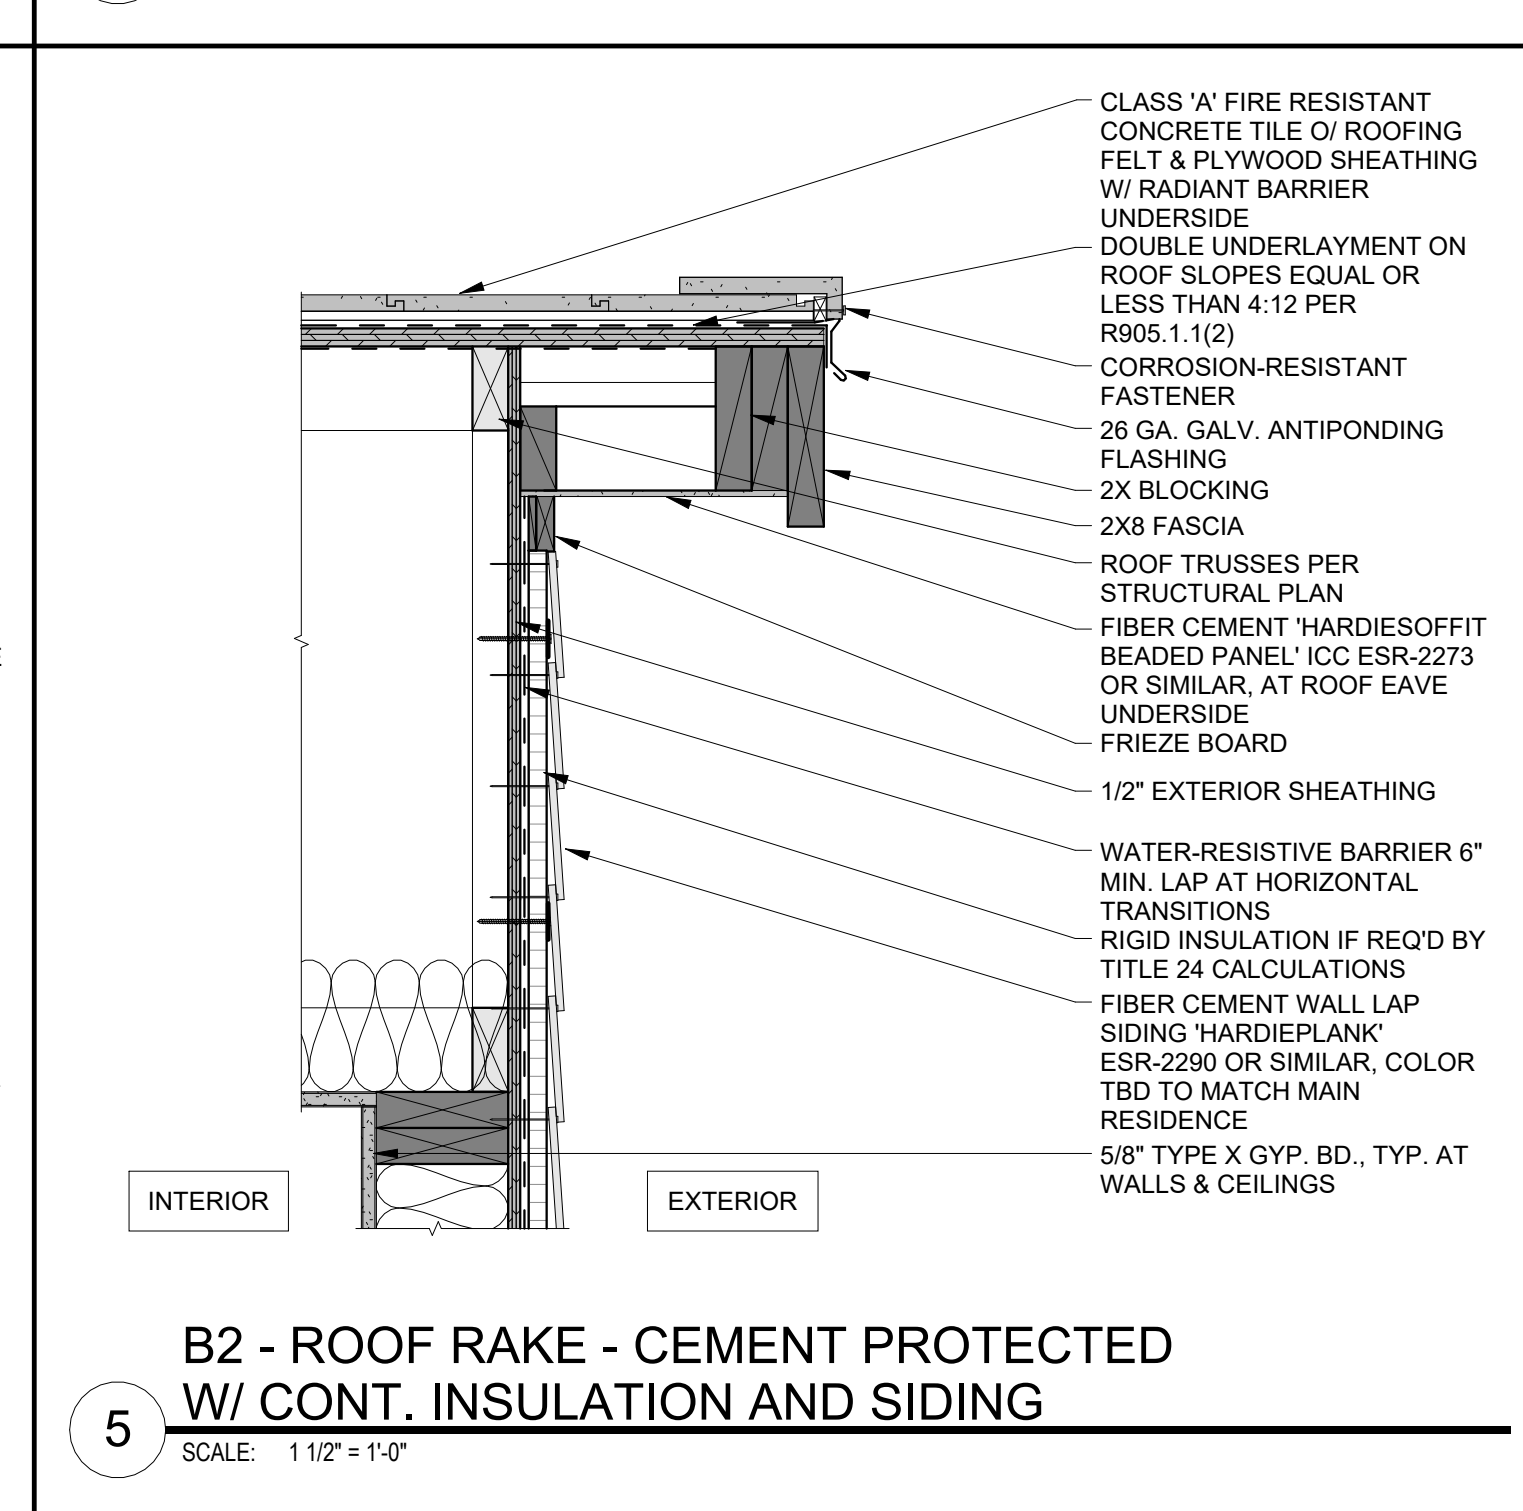 CLASS 'A' FIRE RESISTANT
CONCRETE TILE O/ ROOFING
FELT & PLYWOOD SHEATHING
W/ RADIANT BARRIER
UNDERSIDE
DOUBLE UNDERLAYMENT ON
ROOF SLOPES EQUAL OR
LESS THAN 4:12 PER
R905.1.1(2)
CORROSION-RESISTANT
FASTENER
26 GA. GALV. ANTIPONDING
FLASHING
2X BLOCKING
2X8 FASCIA
ROOF TRUSSES PER
STRUCTURAL PLAN
FIBER CEMENT 'HARDIESOFFIT
BEADED PANEL' ICC ESR-2273
OR SIMILAR, AT ROOF EAVE
UNDERSIDE
FRIEZE BOARD
1/2" EXTERIOR SHEATHING
WATER-RESISTIVE BARRIER 6"
MIN. LAP AT HORIZONTAL
TRANSITIONS
RIGID INSULATION IF REQ'D BY
TITLE 24 CALCULATIONS
FIBER CEMENT WALL LAP
SIDING 'HARDIEPLANK'
ESR-2290 OR SIMILAR, COLOR
TBD TO MATCH MAIN
RESIDENCE
5/8" TYPE X GYP. BD., TYP. AT
WALLS & CEILINGS
INTERIOR
EXTERIOR
B2 - ROOF RAKE - CEMENT PROTECTED
W/ CONT. INSULATION AND SIDING
5
SCALE: 1 1/2" = 1'-0"